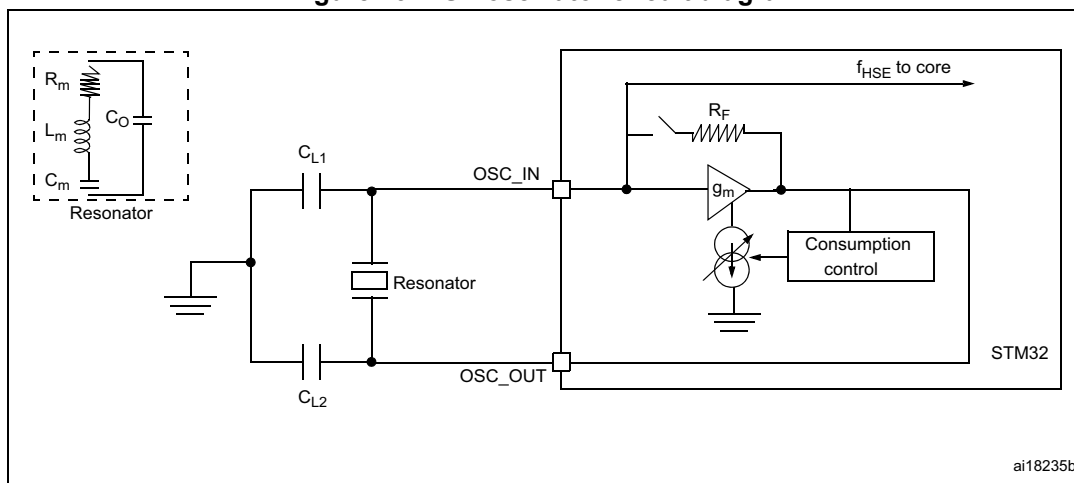 R_m
L_m
C_m
C_O
Resonator
C_L1
C_L2
Resonator
OSC_IN
OSC_OUT
f_HSE to core
R_F
g_m
Consumption
control
STM32
ai18235b